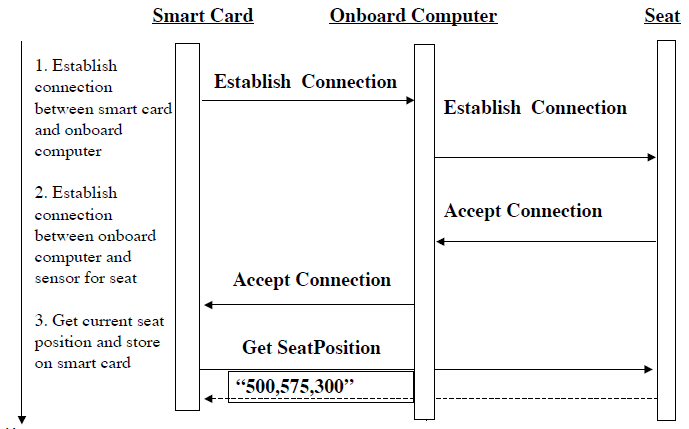 Smart Card
Onboard Computer
Seat
1. Establish
connection
between smart card
and onboard
computer
Establish Connection
Establish Connection
2. Establish
connection
between onboard
computer and
sensor for seat
Accept Connection
Accept Connection
3. Get current seat
position and store
on smart card
Get SeatPosition
“500,575,300”